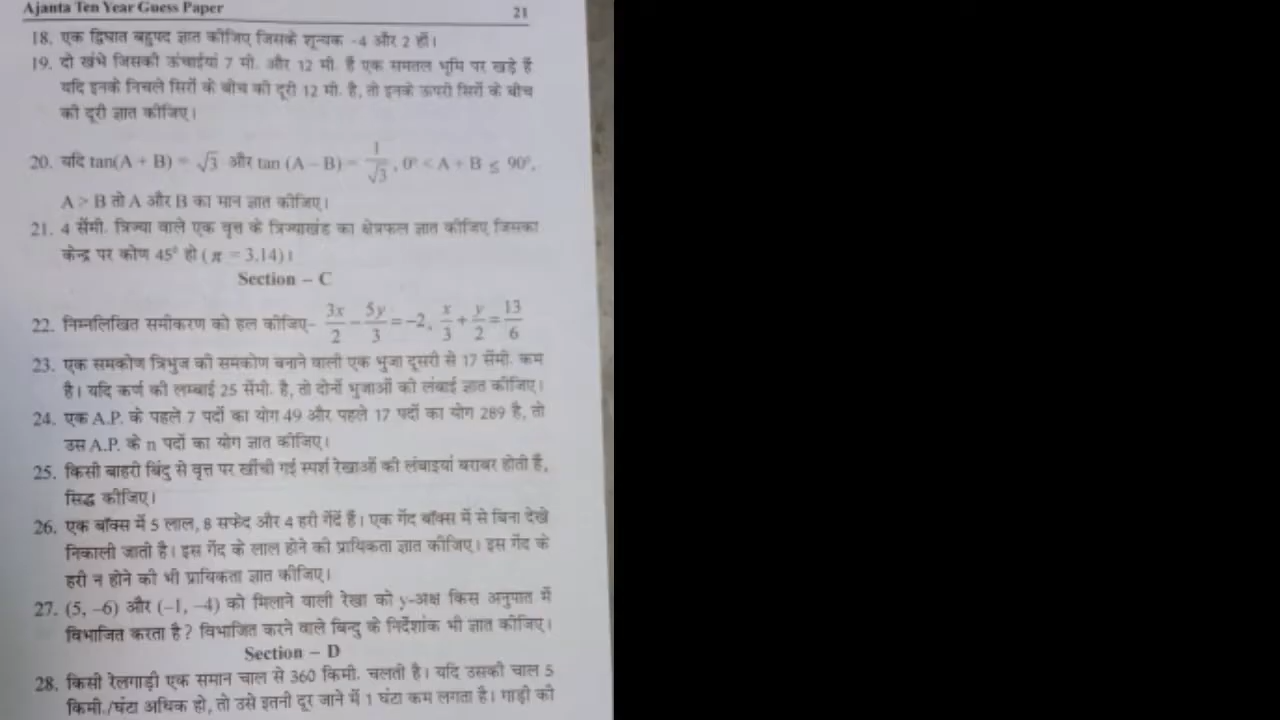 Ajanta Ten Year Guess Paper 21
18. एक द्विघात बहुपद ज्ञात कीजिए जिसके शून्यक -4 और 2 हों।
19. दो खंभे जिसकी ऊंचाईयां 7 मी. और 12 मी. हैं एक समतल भूमि पर खड़े हैं
यदि इनके निचले सिरों के बीच की दूरी 12 मी. है, तो इनके ऊपरी सिरों के बीच
की दूरी ज्ञात कीजिए।
20. यदि tan(A + B) = √3 और tan (A – B) = 1/√3, 0° < A + B ≤ 90°,
A > B तो A और B का मान ज्ञात कीजिए।
21. 4 सेंमी. त्रिज्या वाले एक वृत्त के त्रिज्याखंड का क्षेत्रफल ज्ञात कीजिए जिसका
केन्द्र पर कोण 45° हो (π = 3.14)।
Section – C
22. निम्नलिखित समीकरण को हल कीजिए- 3x/2 – 5y/3 = –2, x/3 + y/2 = 13/6
23. एक समकोण त्रिभुज की समकोण बनाने वाली एक भुजा दूसरी से 17 सेंमी. कम
है। यदि कर्ण की लम्बाई 25 सेंमी. है, तो दोनों भुजाओं की लंबाई ज्ञात कीजिए।
24. एक A.P. के पहले 7 पदों का योग 49 और पहले 17 पदों का योग 289 है, तो
उस A.P. के n पदों का योग ज्ञात कीजिए।
25. किसी बाहरी बिंदु से वृत्त पर खींची गई स्पर्श रेखाओं की लंबाइयां बराबर होती हैं,
सिद्ध कीजिए।
26. एक बॉक्स में 5 लाल, 8 सफेद और 4 हरी गेंदें हैं। एक गेंद बॉक्स में से बिना देखे
निकाली जाती है। इस गेंद के लाल होने की प्रायिकता ज्ञात कीजिए। इस गेंद के
हरी न होने की भी प्रायिकता ज्ञात कीजिए।
27. (5, –6) और (–1, –4) को मिलाने वाली रेखा को y-अक्ष किस अनुपात में
विभाजित करता है? विभाजित करने वाले बिन्दु के निर्देशांक भी ज्ञात कीजिए।
Section – D
28. किसी रेलगाड़ी एक समान चाल से 360 किमी. चलती है। यदि उसकी चाल 5
किमी./घंटा अधिक हो, तो उसे इतनी दूर जाने में 1 घंटा कम लगता है। गाड़ी की